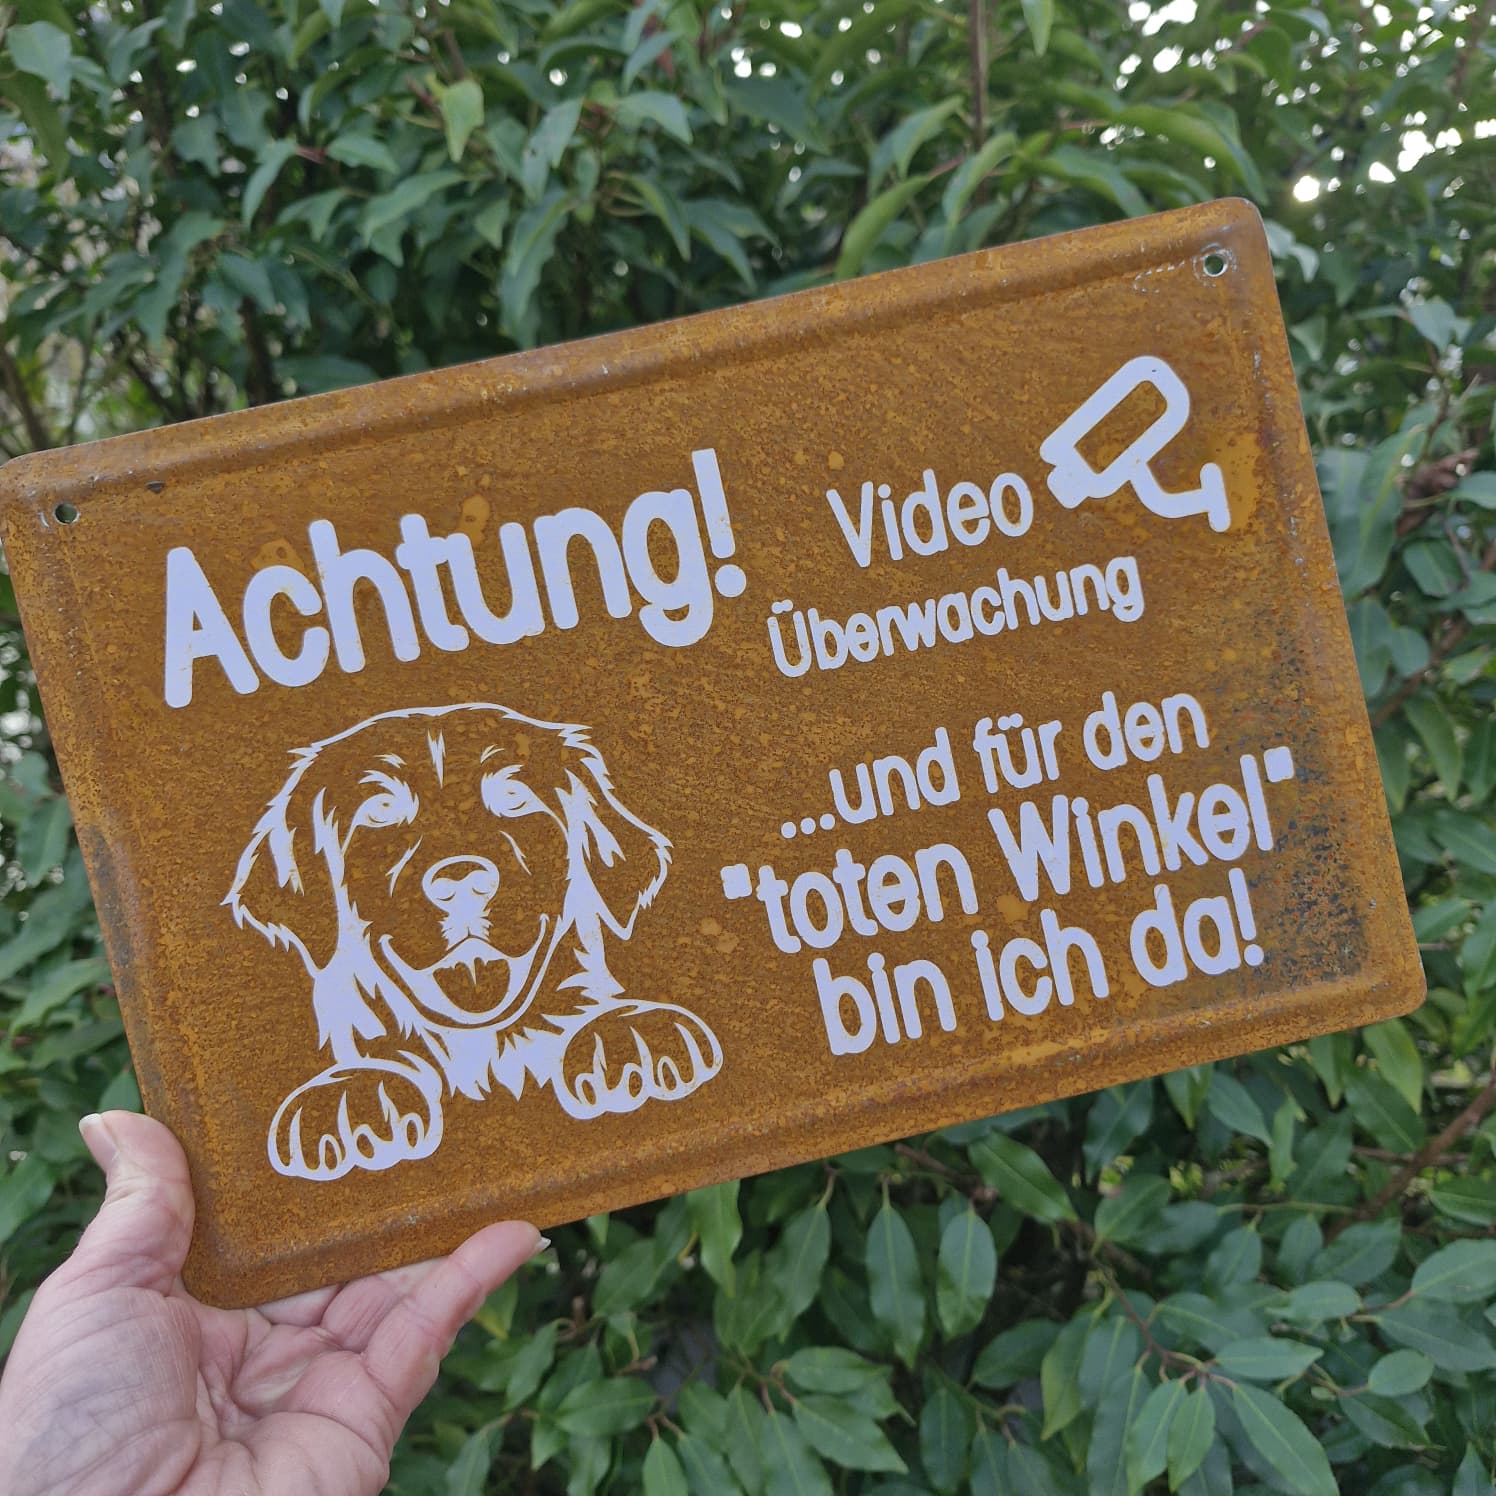 Achtung!
Video
Überwachung
...und für den
"toten Winkel"
bin ich da!